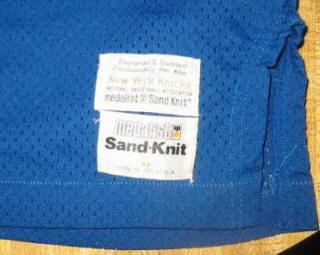 Designed & Tailored
Exclusively For The
New York Knicks
NATIONAL BASKETBALL ASSOCIATION
medalist Sand Knit®
medalist
Sand-Knit